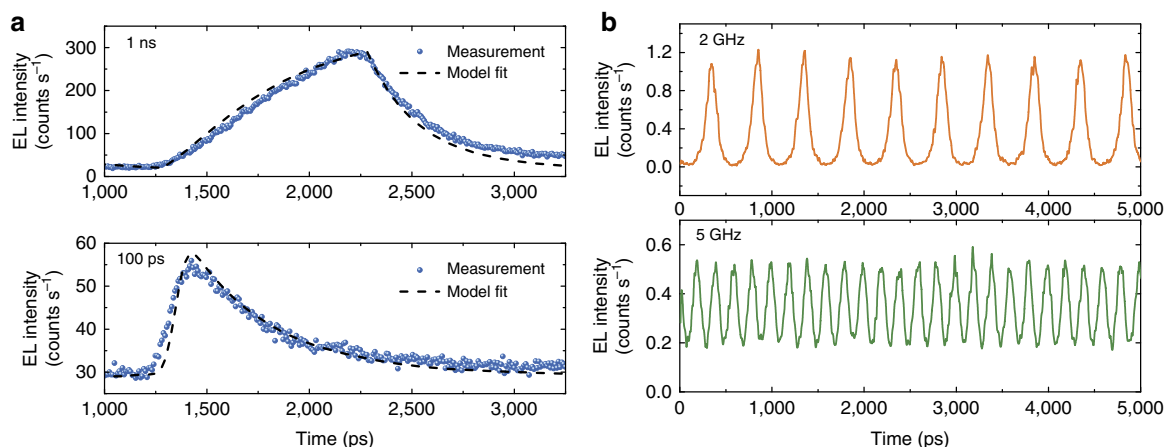 a
1 ns
Measurement
Model fit
EL intensity
(counts s⁻¹)
300
200
100
0
1,000 1,500 2,000 2,500 3,000
100 ps
Measurement
Model fit
EL intensity
(counts s⁻¹)
60
50
40
30
1,000 1,500 2,000 2,500 3,000
Time (ps)
b
2 GHz
EL intensity
(counts s⁻¹)
1.2
0.8
0.4
0.0
0 1,000 2,000 3,000 4,000 5,000
5 GHz
EL intensity
(counts s⁻¹)
0.6
0.4
0.2
0.0
0 1,000 2,000 3,000 4,000 5,000
Time (ps)